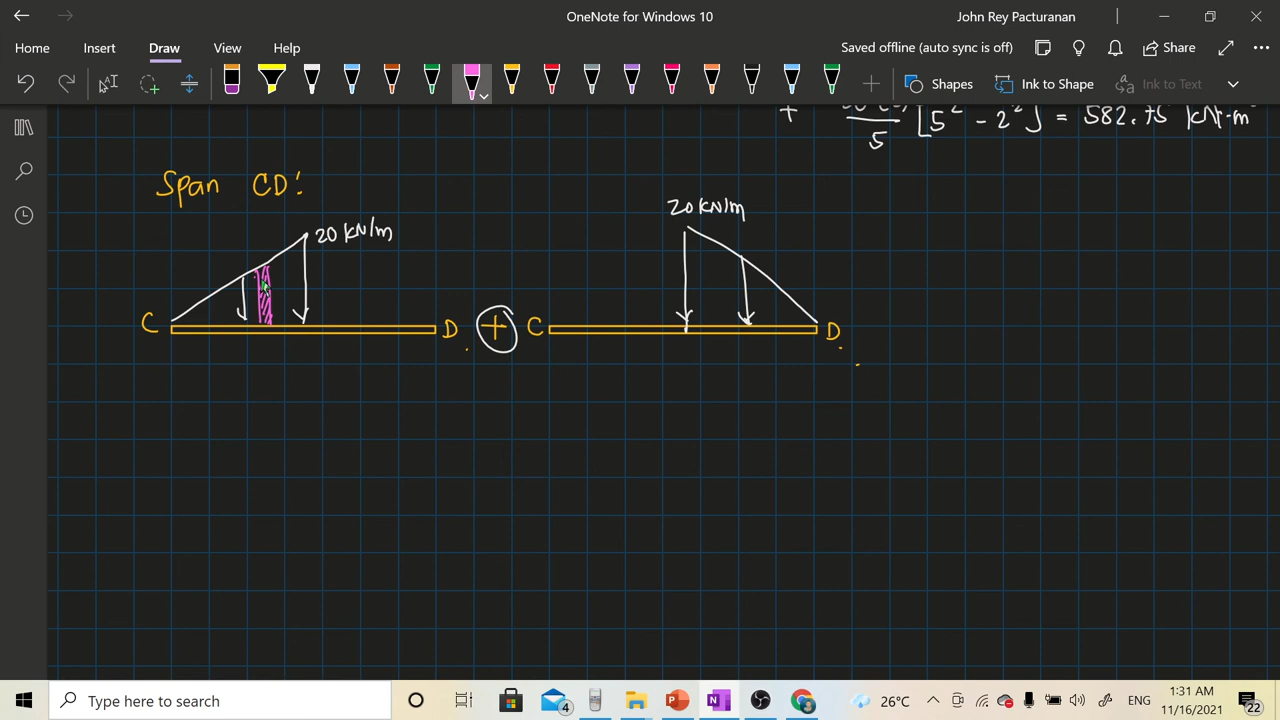 OneNote for Windows 10
John Rey Pacturanan
Home Insert Draw View Help
Saved offline (auto sync is off)
Share
Shapes
Ink to Shape
Ink to Text
+ 5 [5² - 2²] = 582.75 kN-m²
Span CD:
20 kN/m
20 kN/m
C D + C D
Type here to search
4
26°C
ENG
1:31 AM
11/16/2021
22